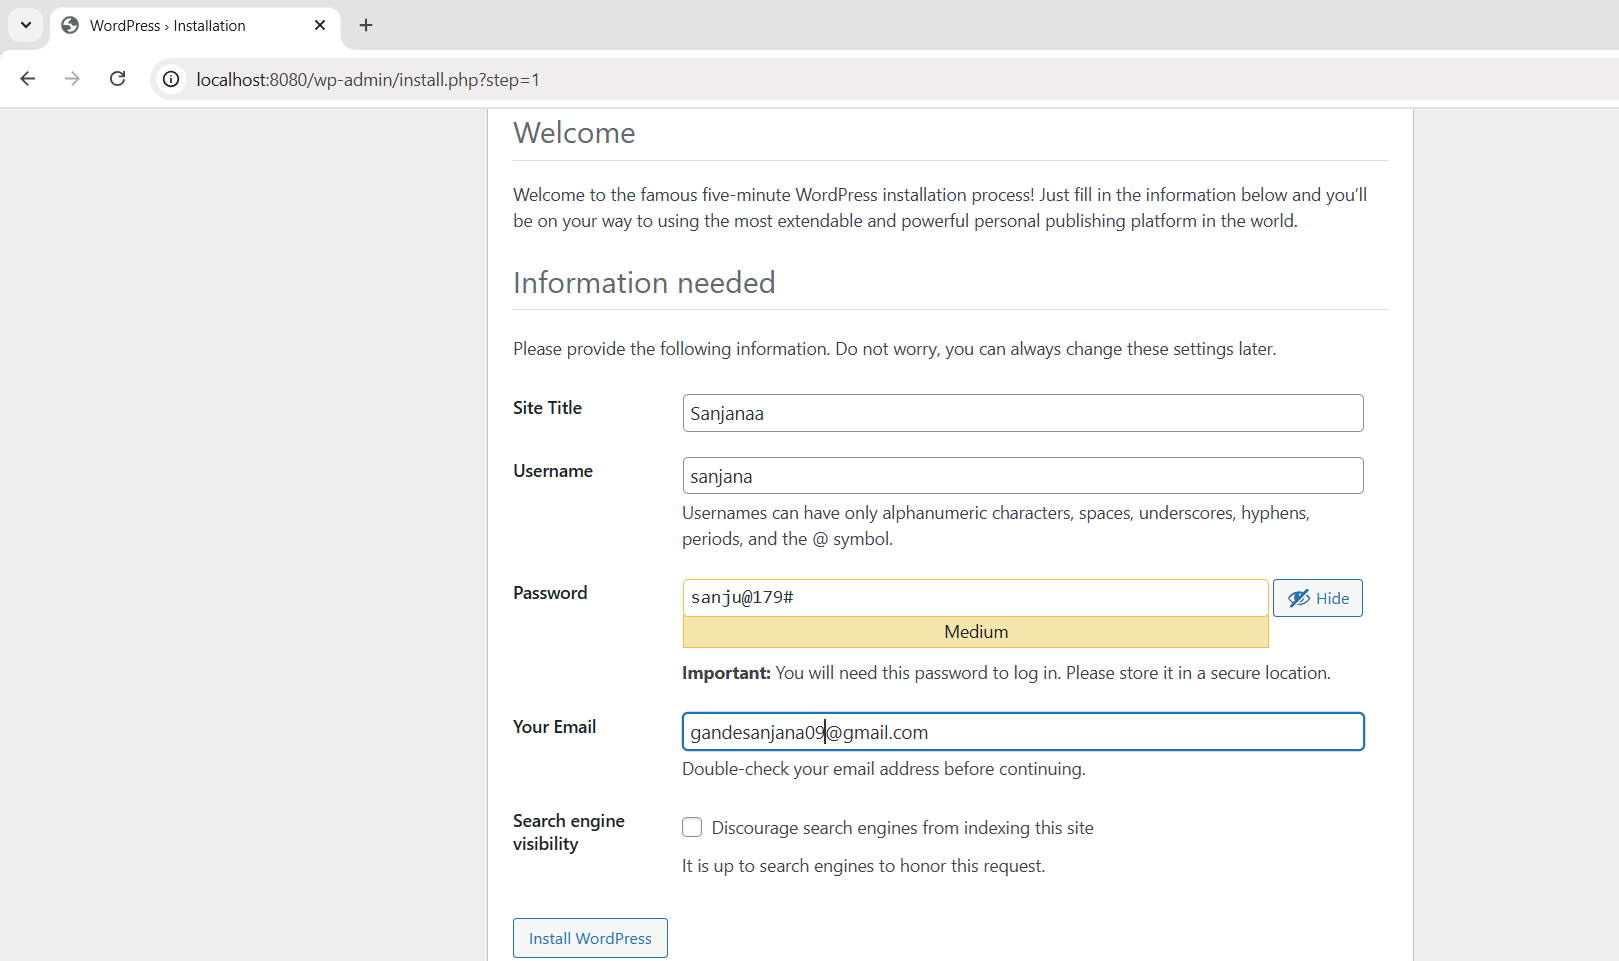 WordPress › Installation
localhost:8080/wp-admin/install.php?step=1
Welcome
Welcome to the famous five-minute WordPress installation process! Just fill in the information below and you’ll
be on your way to using the most extendable and powerful personal publishing platform in the world.
Information needed
Please provide the following information. Do not worry, you can always change these settings later.
Site Title
Sanjanaa
Username
sanjana
Usernames can have only alphanumeric characters, spaces, underscores, hyphens,
periods, and the @ symbol.
Password
sanju@179#
Hide
Medium
Important: You will need this password to log in. Please store it in a secure location.
Your Email
gandesanjana09@gmail.com
Double-check your email address before continuing.
Search engine
visibility
Discourage search engines from indexing this site
It is up to search engines to honor this request.
Install WordPress